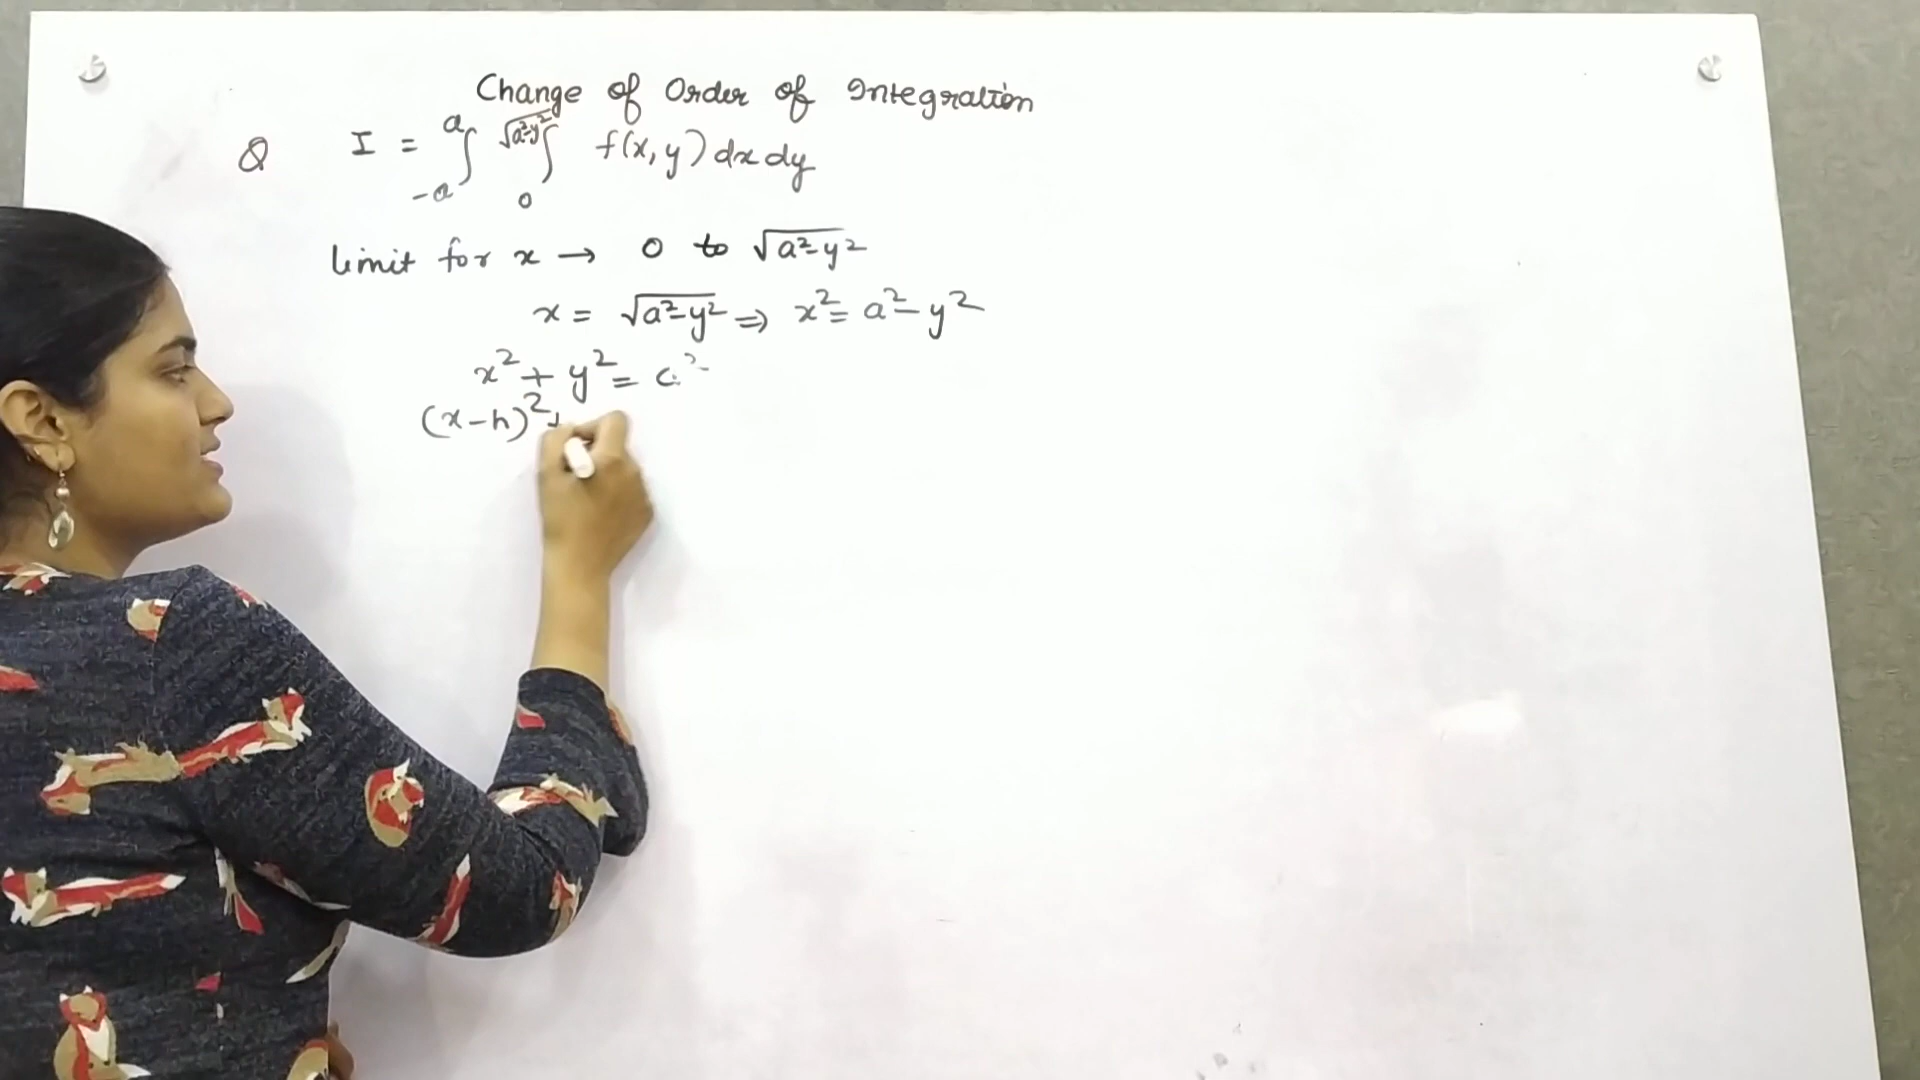 Change of Order of Integration
Q I = ∫_{-a}^{a} ∫_{0}^{√(a²-y²)} f(x, y) dx dy
limit for x → 0 to √(a²-y²)
x = √(a²-y²) ⇒ x² = a² - y²
x² + y² = a²
(x-h)² +